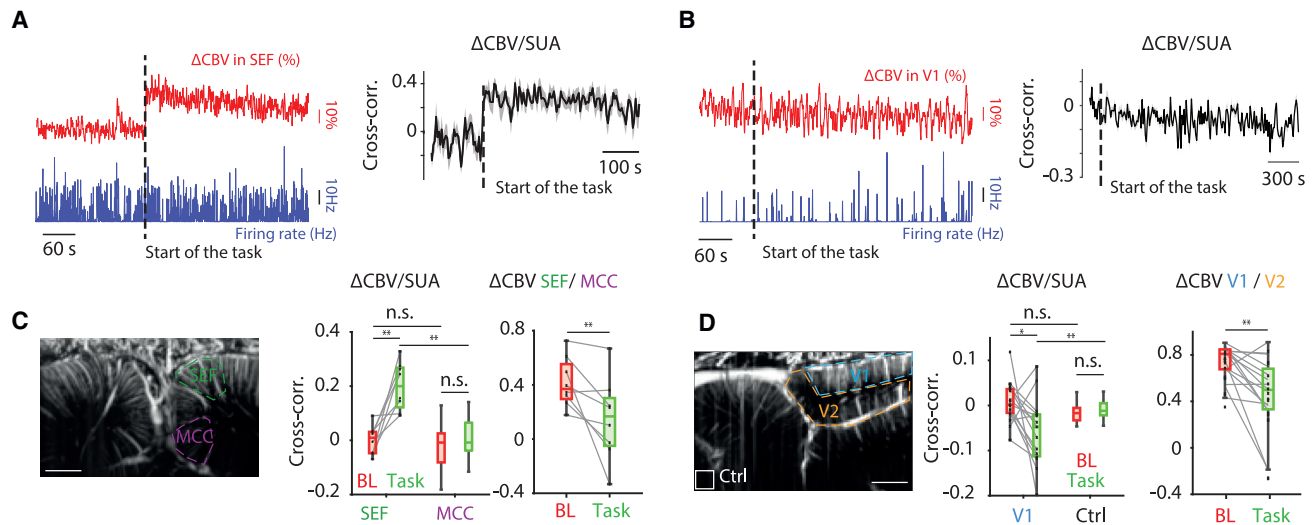 A
ΔCBV in SEF (%)
10%
10Hz
Firing rate (Hz)
60 s
Start of the task
ΔCBV/SUA
Cross-corr.
0.4
0
100 s
Start of the task
B
ΔCBV in V1 (%)
10%
10Hz
Firing rate (Hz)
60 s
Start of the task
ΔCBV/SUA
Cross-corr.
0
-0.3
300 s
Start of the task
C
SEF
MCC
ΔCBV/SUA
Cross-corr.
0.4
0.2
0
-0.2
n.s.
**
**
n.s.
BL Task
SEF MCC
ΔCBV SEF/ MCC
0.8
0.4
0
-0.4
**
BL Task
D
V1
V2
Ctrl
ΔCBV/SUA
Cross-corr.
0.1
0
-0.1
-0.2
n.s.
*
**
n.s.
BL
Task
V1 Ctrl
ΔCBV V1 / V2
0.8
0.4
0
-0.4
**
BL Task